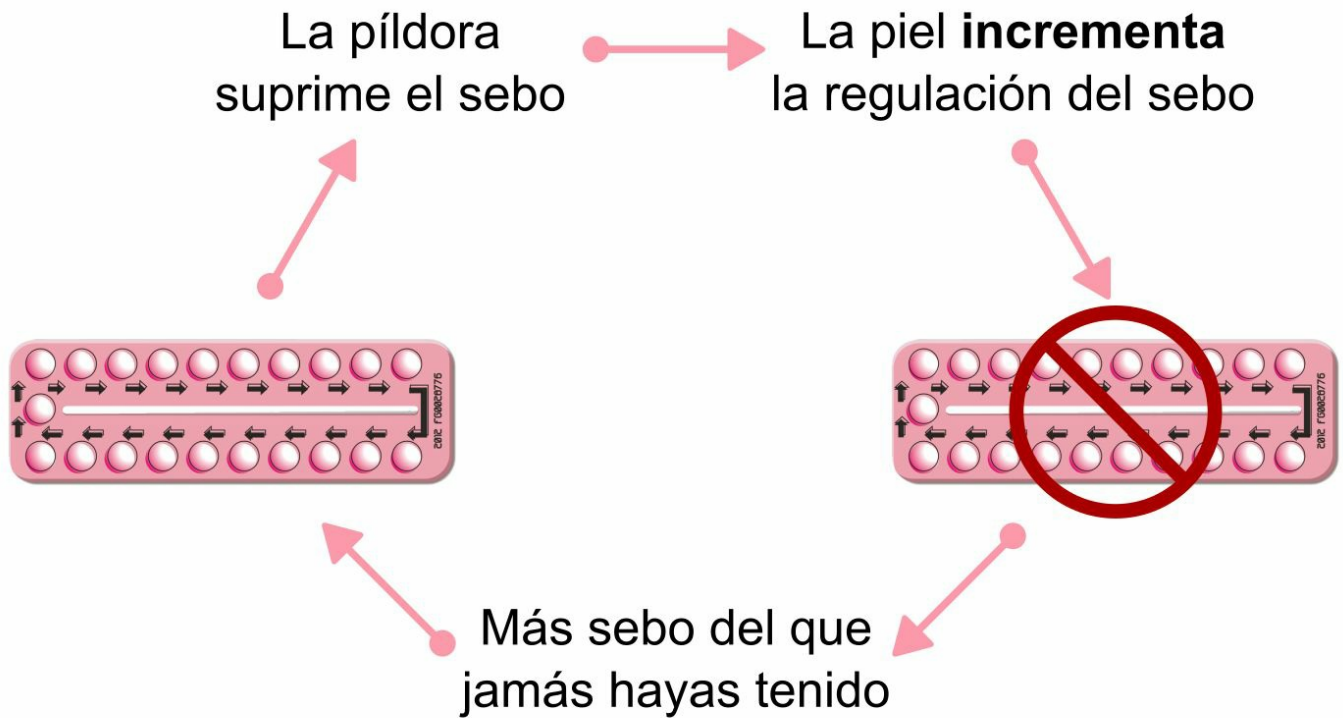 La píldora
suprime el sebo
La piel incrementa
la regulación del sebo
Más sebo del que
jamás hayas tenido